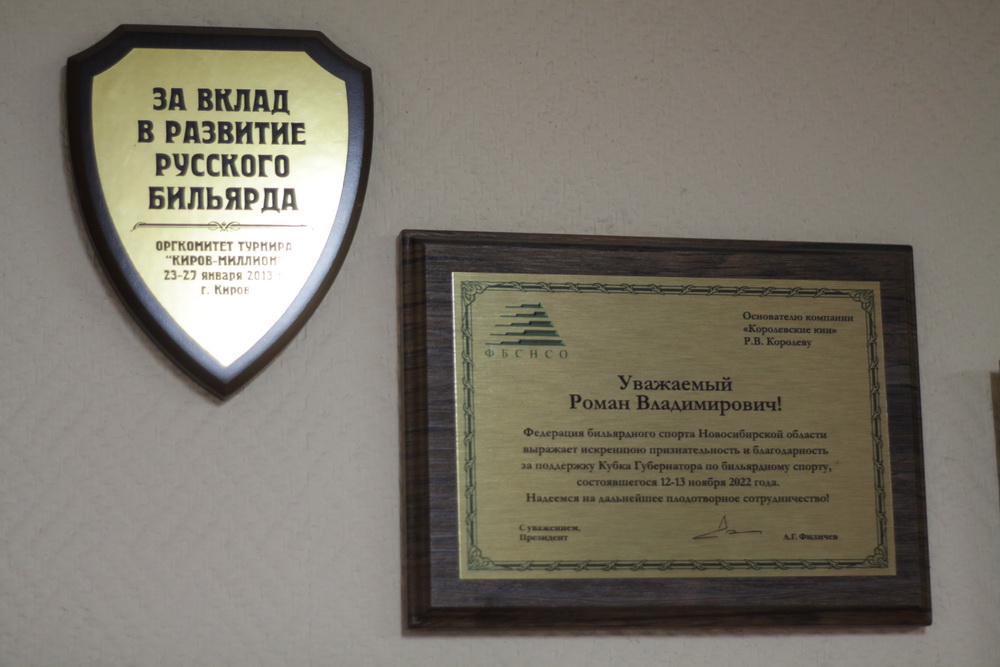 ЗА ВКЛАД
В РАЗВИТИЕ
РУССКОГО
БИЛЬЯРДА
ОРГКОМИТЕТ ТУРНИРА
"КИРОВ-МИЛЛИОН"
23-27 января 2013 г.
г. Киров
ФБСНСО
Основателю компании
«Королевские кии»
Р.В. Королеву
Уважаемый
Роман Владимирович!
Федерация бильярдного спорта Новосибирской области
выражает искреннюю признательность и благодарность
за поддержку Кубка Губернатора по бильярдному спорту,
состоявшегося 12-13 ноября 2022 года.
Надеемся на дальнейшее плодотворное сотрудничество!
С уважением,
Президент
А.Г. Филичев